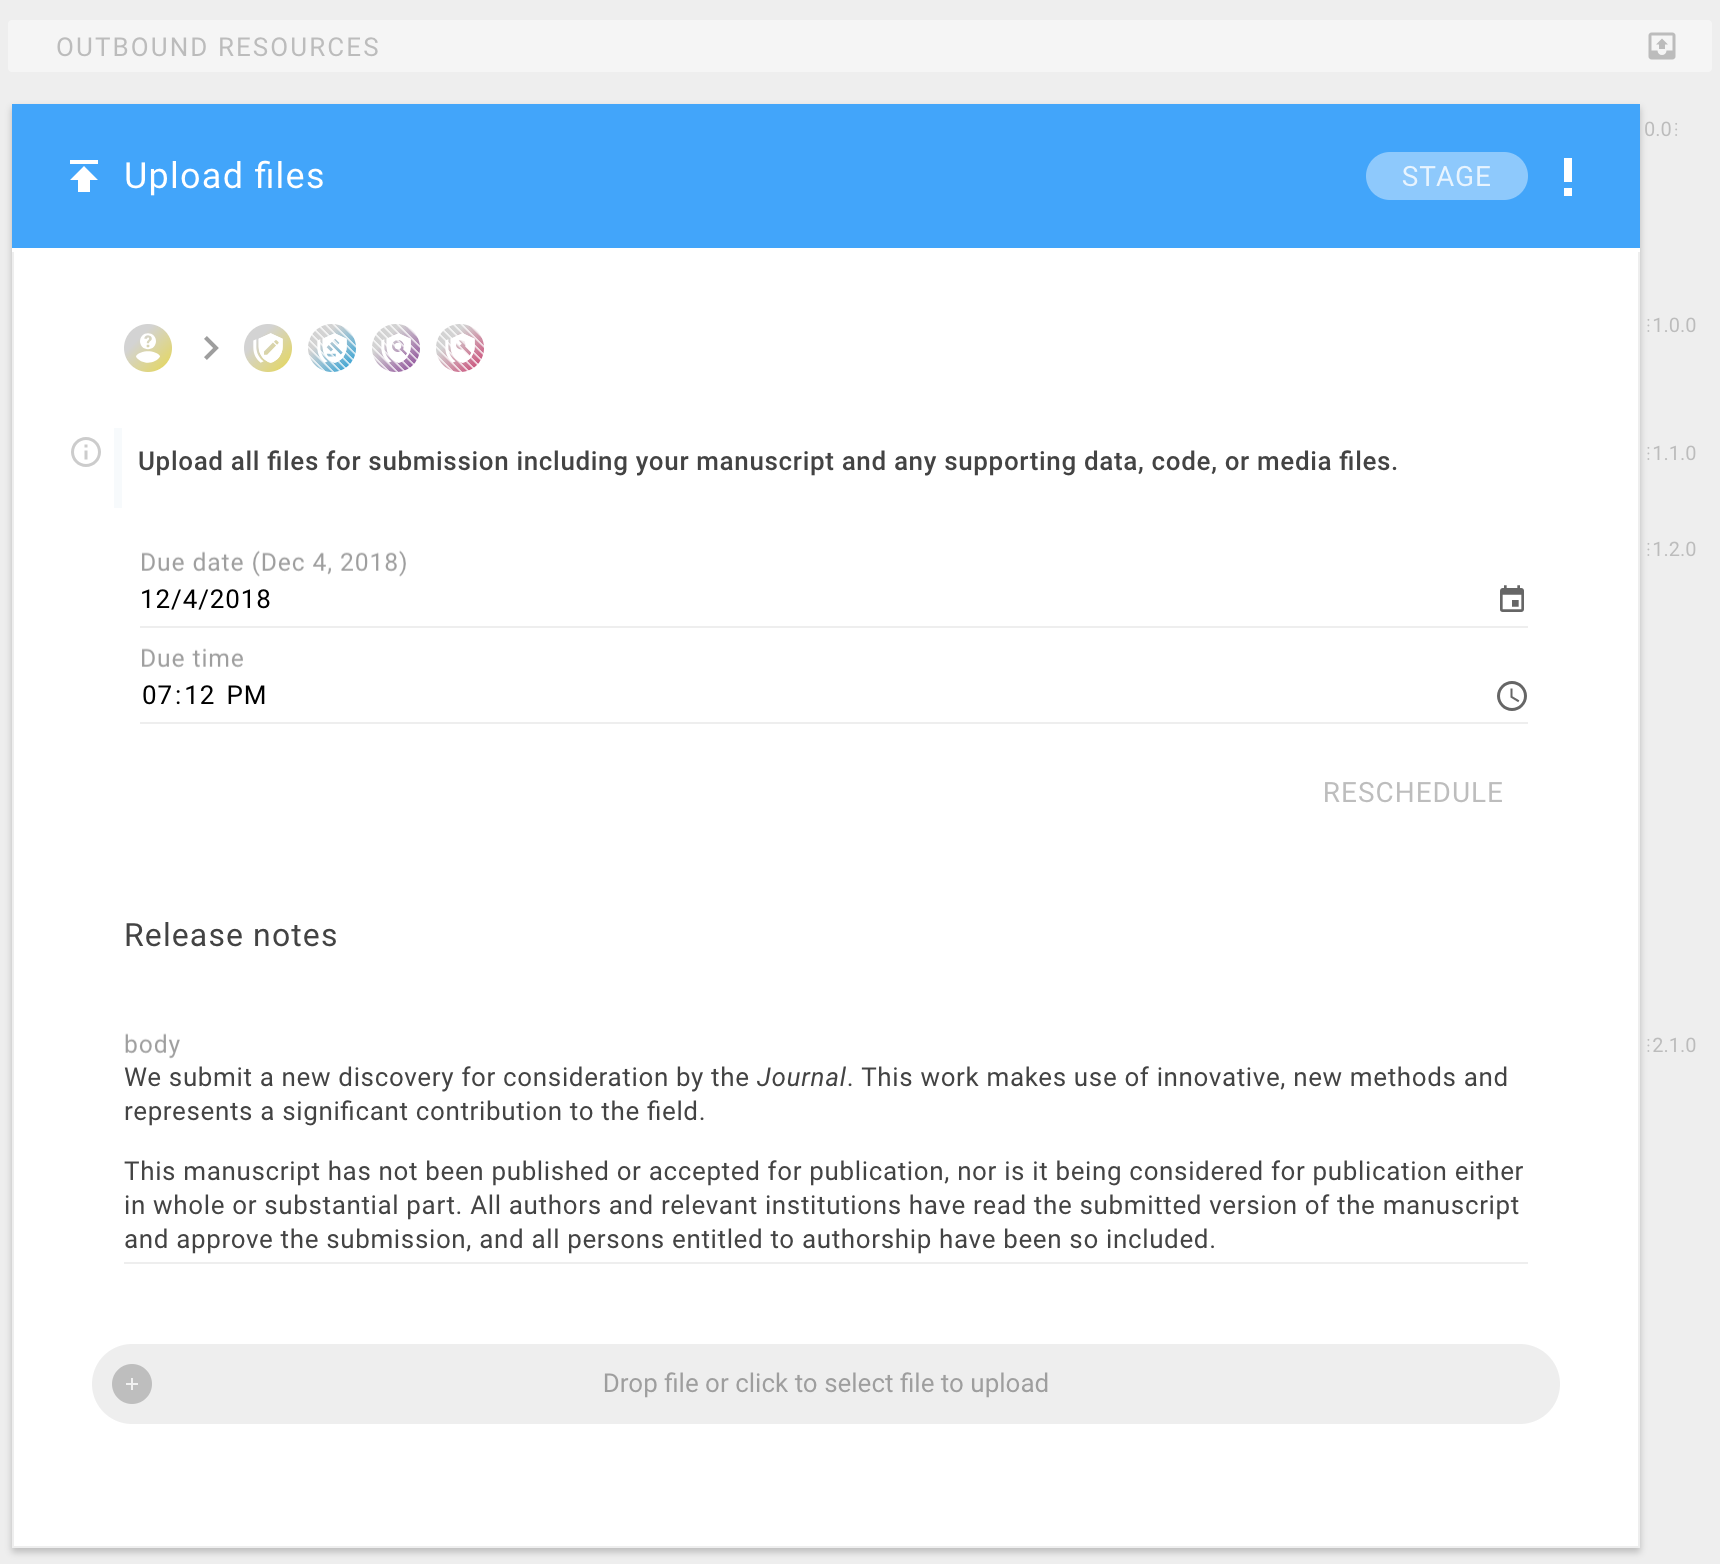 OUTBOUND RESOURCES
0.0
Upload files
STAGE
1.0.0
1.1.0
Upload all files for submission including your manuscript and any supporting data, code, or media files.
1.2.0
Due date (Dec 4, 2018)
12/4/2018
Due time
07:12 PM
RESCHEDULE
Release notes
2.1.0
body
We submit a new discovery for consideration by the Journal. This work makes use of innovative, new methods and
represents a significant contribution to the field.
This manuscript has not been published or accepted for publication, nor is it being considered for publication either
in whole or substantial part. All authors and relevant institutions have read the submitted version of the manuscript
and approve the submission, and all persons entitled to authorship have been so included.
Drop file or click to select file to upload